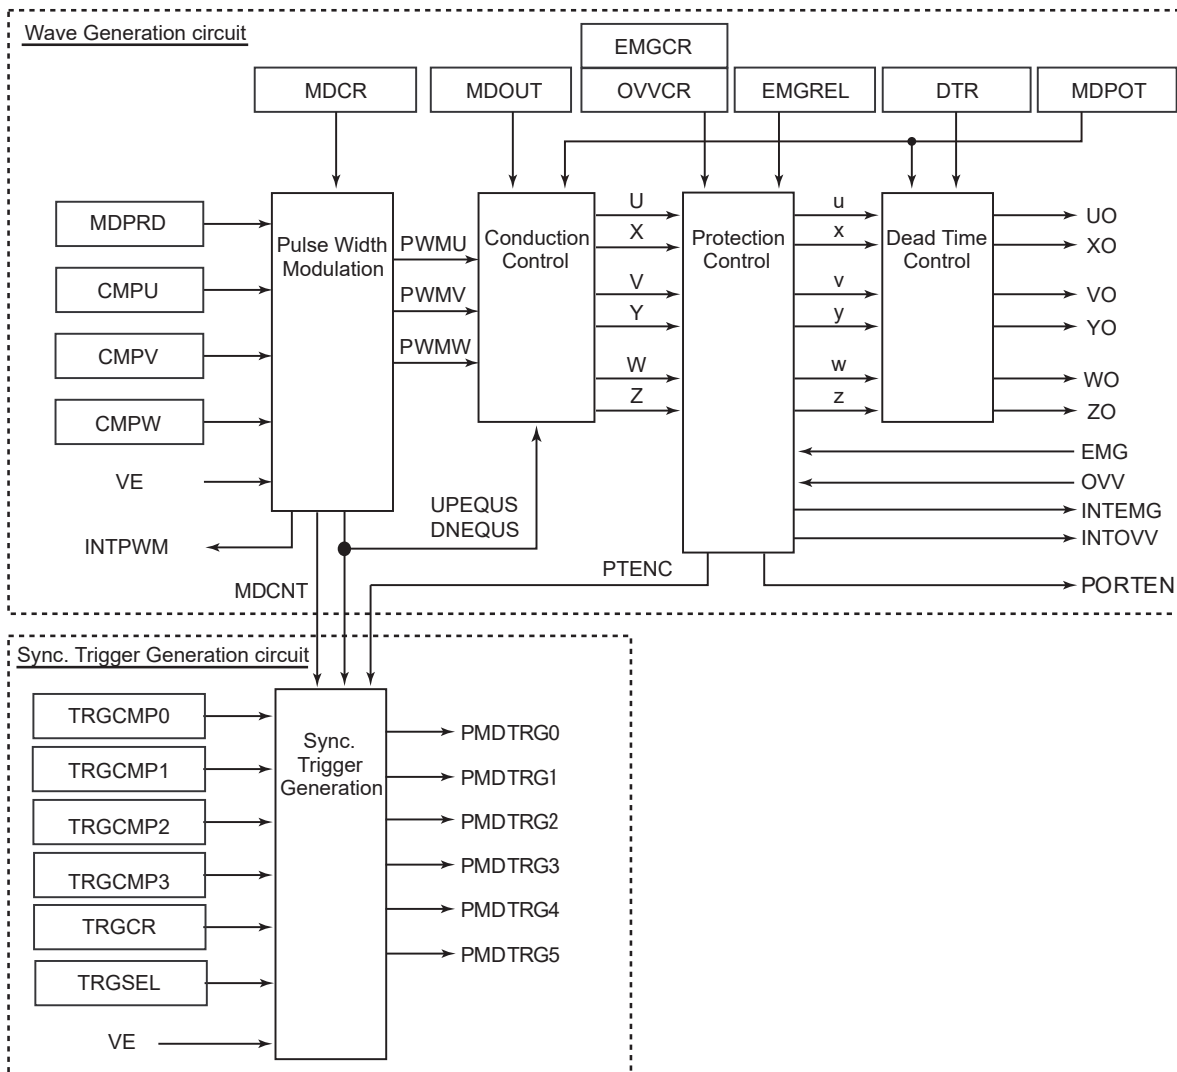 Wave Generation circuit
EMGCR
MDCR
MDOUT
OVVCR
EMGREL
DTR
MDPOT
MDPRD
CMPU
CMPV
CMPW
VE
INTPWM
Pulse Width
Modulation
PWMU
PWMV
PWMW
Conduction
Control
U
X
V
Y
W
Z
Protection
Control
u
x
v
y
w
z
Dead Time
Control
UO
XO
VO
YO
WO
ZO
EMG
OVV
INTEMG
INTOVV
PORTEN
UPEQUS
DNEQUS
MDCNT
PTENC
Sync. Trigger Generation circuit
TRGCMP0
TRGCMP1
TRGCMP2
TRGCMP3
TRGCR
TRGSEL
VE
Sync.
Trigger
Generation
PMDTRG0
PMDTRG1
PMDTRG2
PMDTRG3
PMDTRG4
PMDTRG5